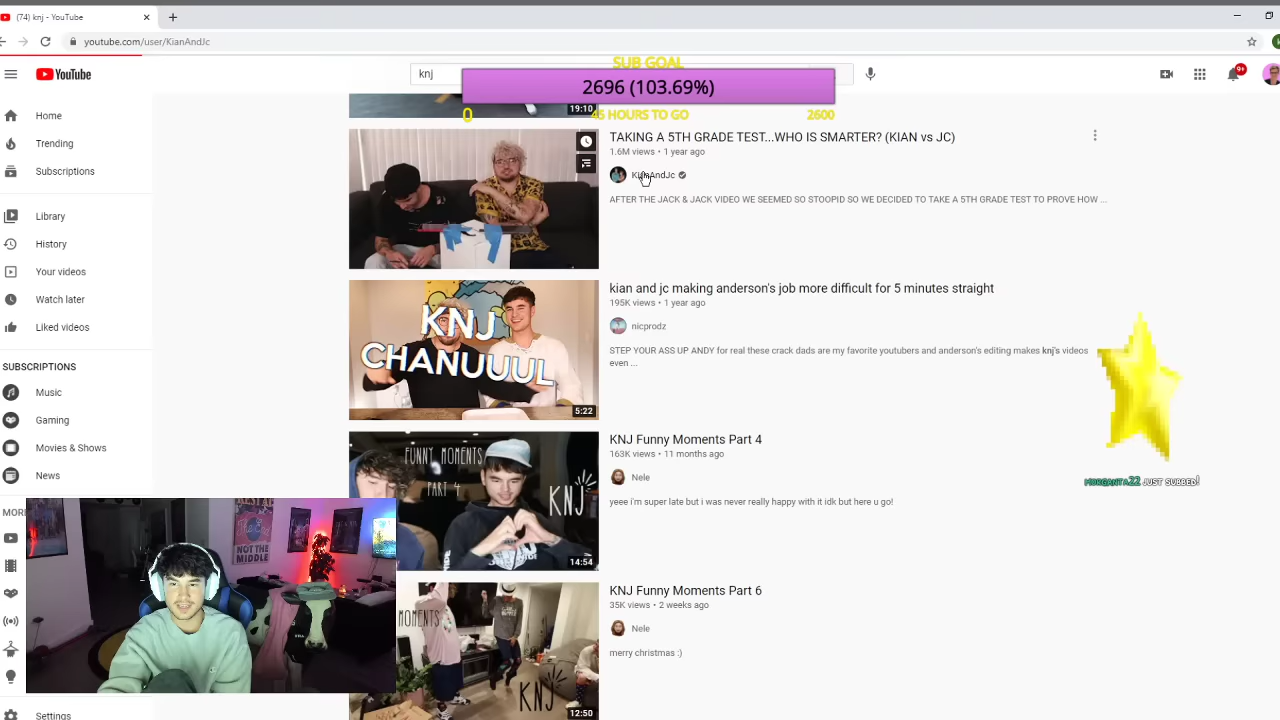 (74) knj - YouTube
youtube.com/user/KianAndJc
YouTube
knj
9+
SUB GOAL
2696 (103.69%)
0
45 HOURS TO GO
2600
Home
Trending
Subscriptions
Library
History
Your videos
Watch later
Liked videos
SUBSCRIPTIONS
Music
Gaming
Movies & Shows
News
MORE
Settings
19:10
TAKING A 5TH GRADE TEST...WHO IS SMARTER? (KIAN vs JC)
1.6M views • 1 year ago
KianAndJc
AFTER THE JACK & JACK VIDEO WE SEEMED SO STOOPID SO WE DECIDED TO TAKE A 5TH GRADE TEST TO PROVE HOW ...
KNJ
CHANUUUL
5:22
kian and jc making anderson's job more difficult for 5 minutes straight
195K views • 1 year ago
nicprodz
STEP YOUR ASS UP ANDY for real these crack dads are my favorite youtubers and anderson's editing makes knj's videos
even ...
FUNNY MOMENTS
PART 4
KNJ
14:54
KNJ Funny Moments Part 4
163K views • 11 months ago
Nele
yeee i'm super late but i was never really happy with it idk but here u go!
MOMENTS
KNJ
12:50
KNJ Funny Moments Part 6
35K views • 2 weeks ago
Nele
merry christmas :)
MORGANTA22 JUST SUBBED!
NOT THE
MIDDLE